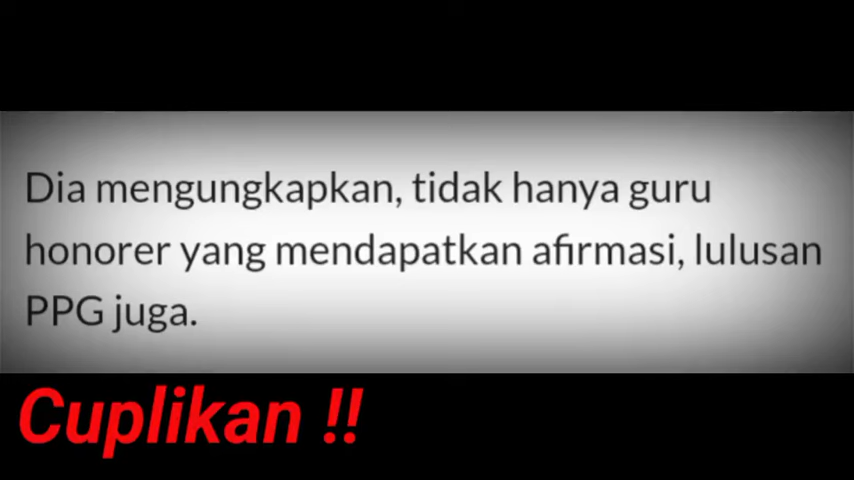 Dia mengungkapkan, tidak hanya guru
honorer yang mendapatkan afirmasi, lulusan
PPG juga.
Cuplikan !!